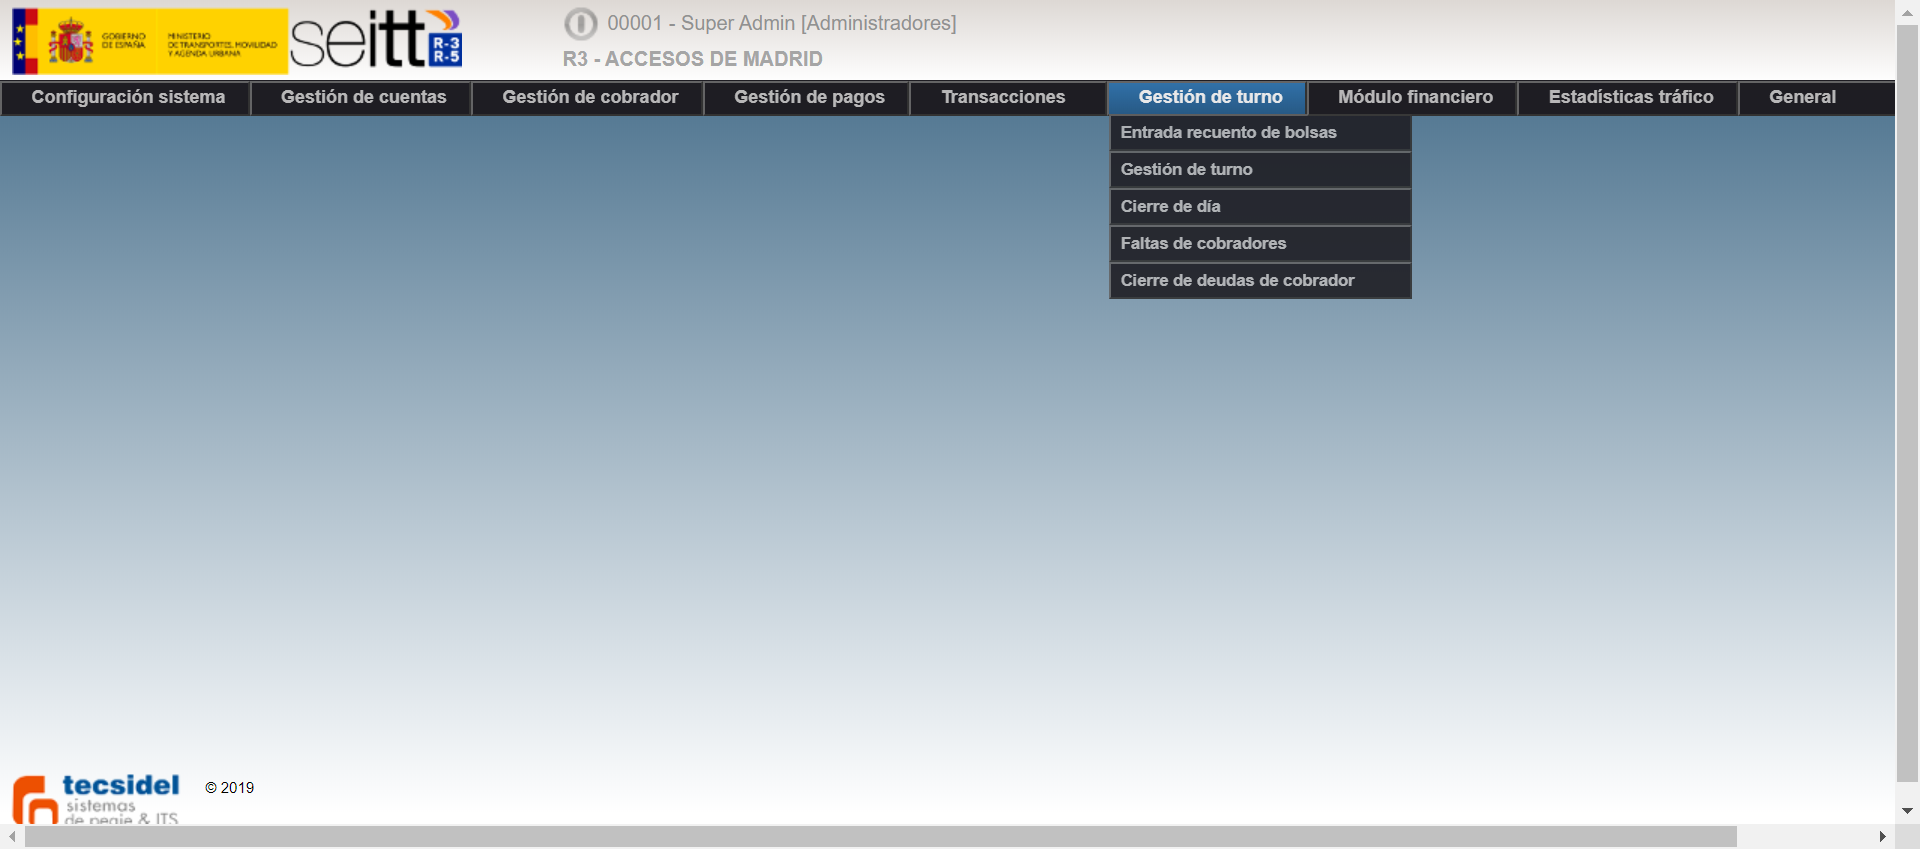 GOBIERNO
DE ESPAÑA
MINISTERIO
DE TRANSPORTES, MOVILIDAD
Y AGENDA URBANA
seitt
R-3
R-5
00001 - Super Admin [Administradores]
R3 - ACCESOS DE MADRID
Configuración sistema
Gestión de cuentas
Gestión de cobrador
Gestión de pagos
Transacciones
Gestión de turno
Módulo financiero
Estadísticas tráfico
General
Entrada recuento de bolsas
Gestión de turno
Cierre de día
Faltas de cobradores
Cierre de deudas de cobrador
tecsidel
sistemas
de peaje & ITS
© 2019